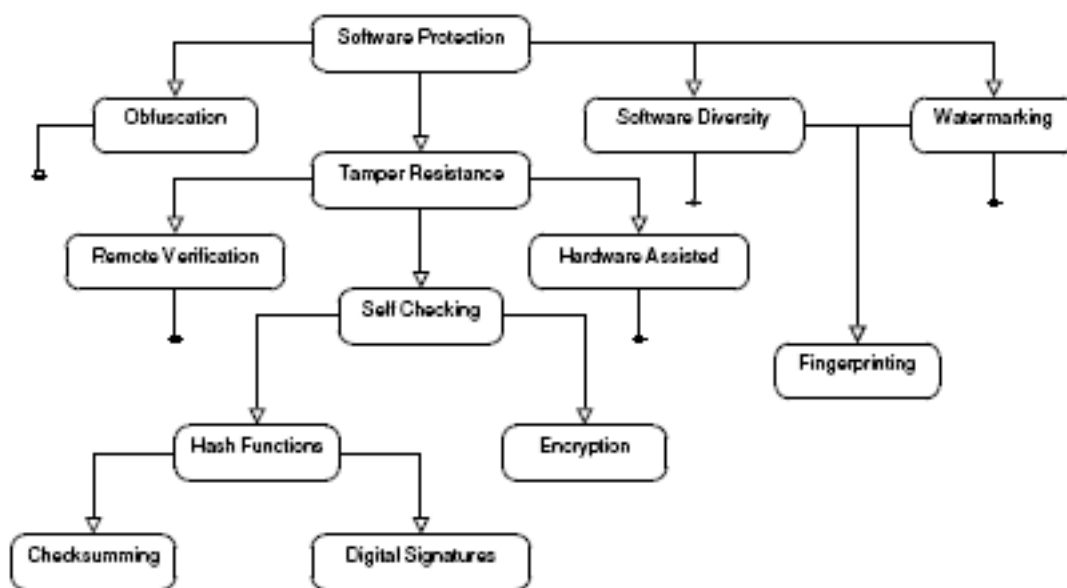 Software Protection
Obfuscation
Software Diversity
Watermarking
Tamper Resistance
Remote Verification
Hardware Assisted
Self Checking
Fingerprinting
Hash Functions
Encryption
Checksumming
Digital Signatures